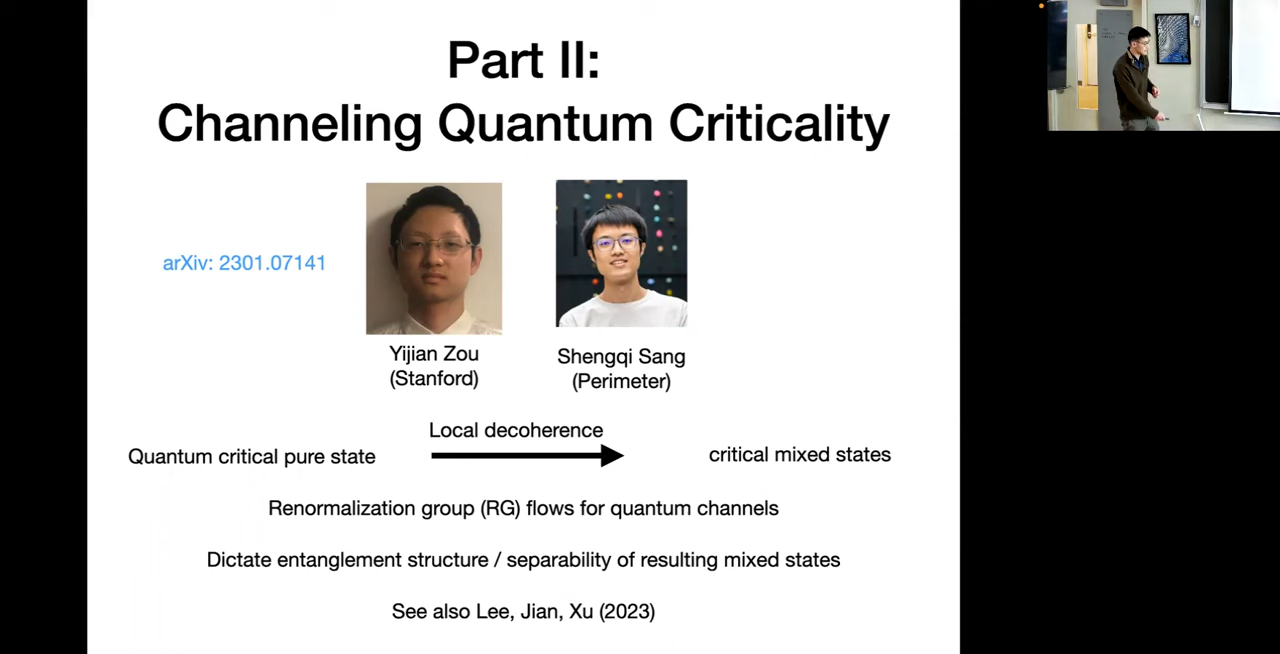 Part II:
Channeling Quantum Criticality
arXiv: 2301.07141
Yijian Zou
(Stanford)
Shengqi Sang
(Perimeter)
Local decoherence
Quantum critical pure state
critical mixed states
Renormalization group (RG) flows for quantum channels
Dictate entanglement structure / separability of resulting mixed states
See also Lee, Jian, Xu (2023)